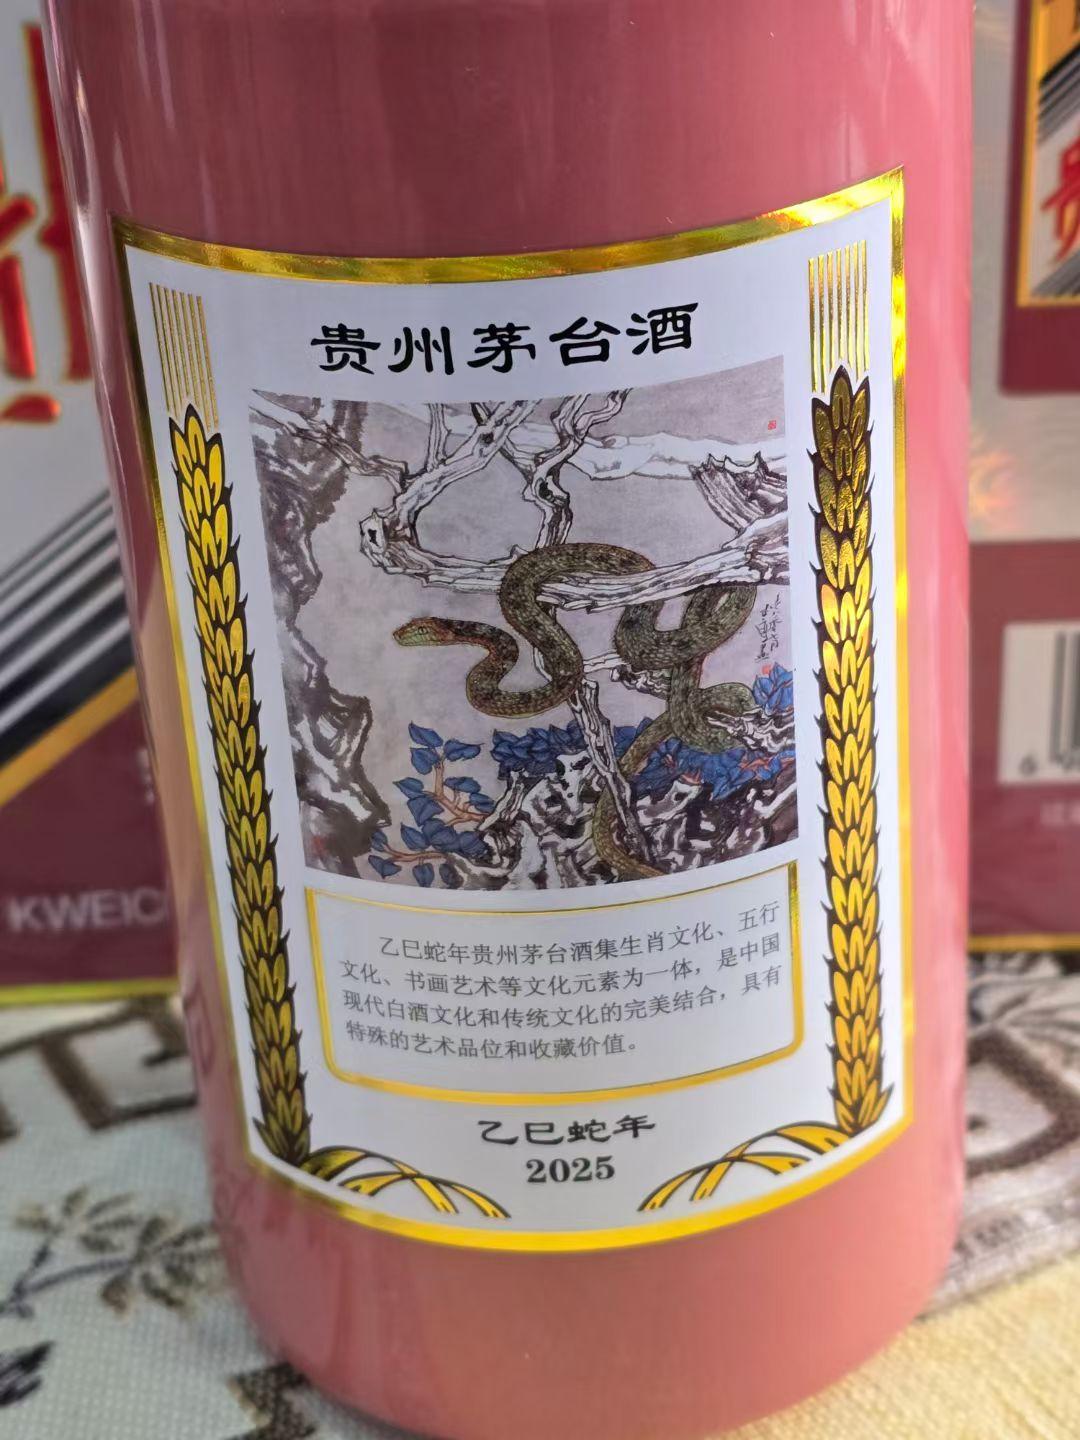 贵州茅台酒
乙巳蛇年贵州茅台酒集生肖文化、五行
文化、书画艺术等文化元素为一体，是中国
现代白酒文化和传统文化的完美结合，具有
特殊的艺术品位和收藏价值。
乙巳蛇年
2025
KWEIC
贵
6